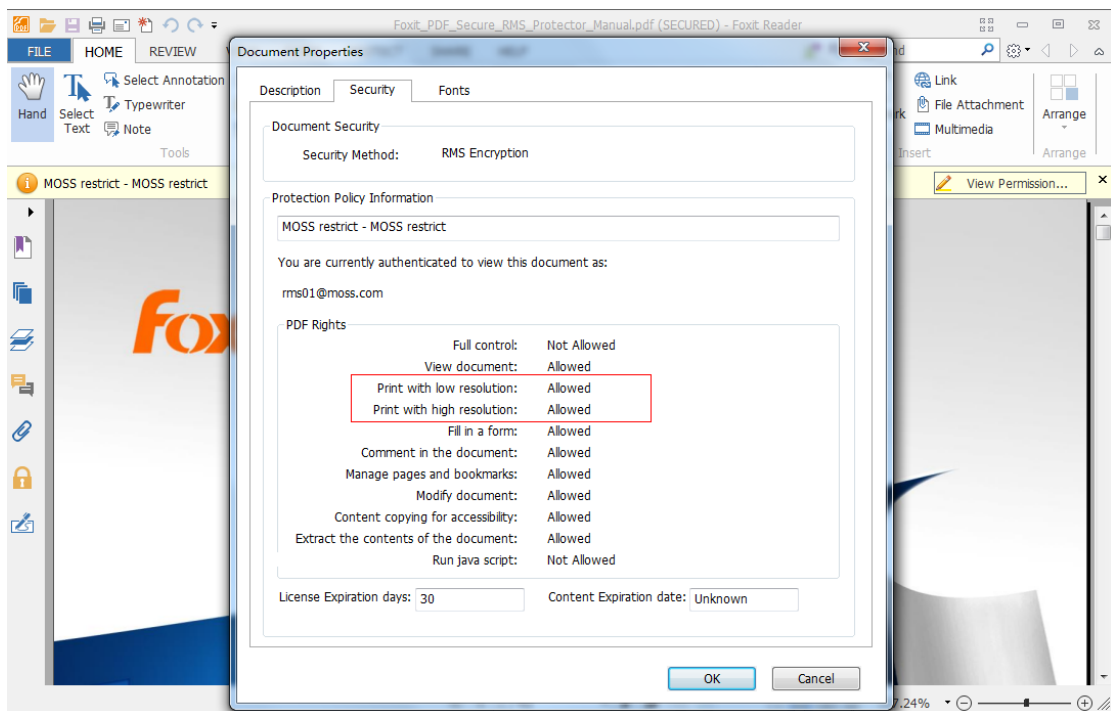 Foxit_PDF_Secure_RMS_Protector_Manual.pdf (SECURED) - Foxit Reader
FILE
HOME
REVIEW
Document Properties
Hand
Select Text
Select Annotation
Typewriter
Note
Tools
Link
File Attachment
Multimedia
Insert
Arrange
Arrange
MOSS restrict - MOSS restrict
View Permission...
Description Security Fonts
Document Security
Security Method: RMS Encryption
Protection Policy Information
MOSS restrict - MOSS restrict
You are currently authenticated to view this document as:
rms01@moss.com
PDF Rights
Full control: Not Allowed
View document: Allowed
Print with low resolution: Allowed
Print with high resolution: Allowed
Fill in a form: Allowed
Comment in the document: Allowed
Manage pages and bookmarks: Allowed
Modify document: Allowed
Content copying for accessibility: Allowed
Extract the contents of the document: Allowed
Run java script: Not Allowed
License Expiration days: 30 Content Expiration date: Unknown
OK Cancel
7.24%